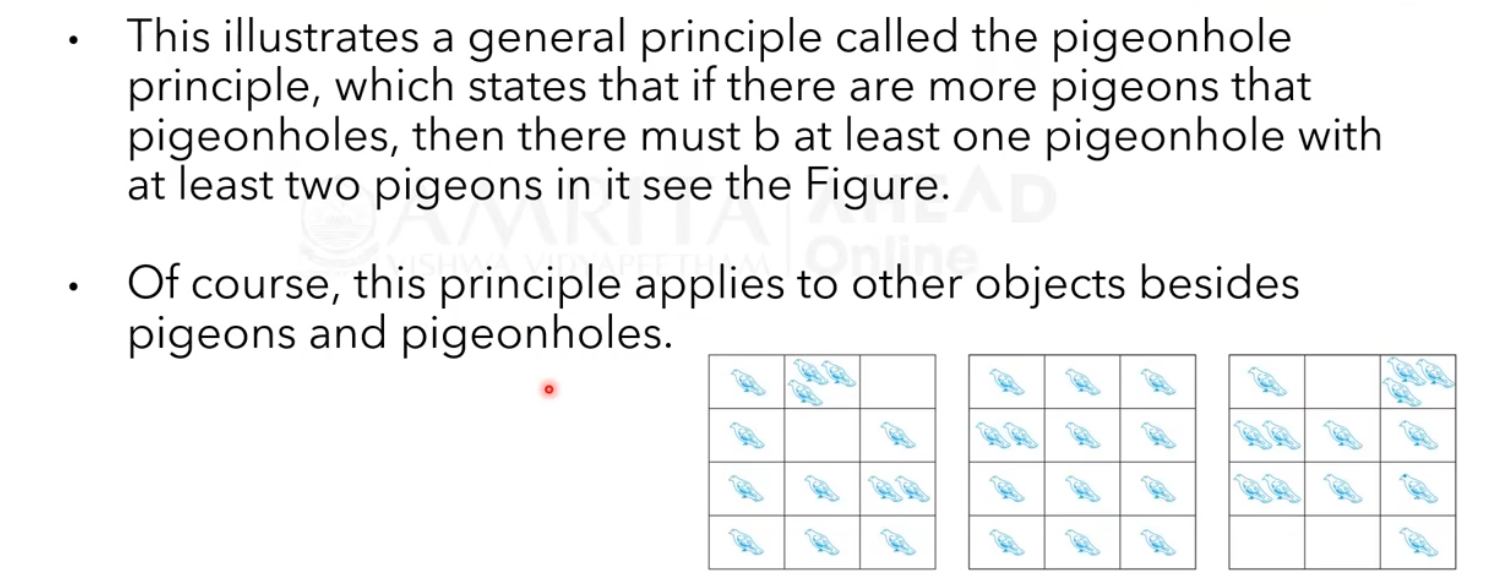 • This illustrates a general principle called the pigeonhole
principle, which states that if there are more pigeons that
pigeonholes, then there must b at least one pigeonhole with
at least two pigeons in it see the Figure.
AMRITA AHEAD
VISHWA VIDYAPEETHAM Online
• Of course, this principle applies to other objects besides
pigeons and pigeonholes.